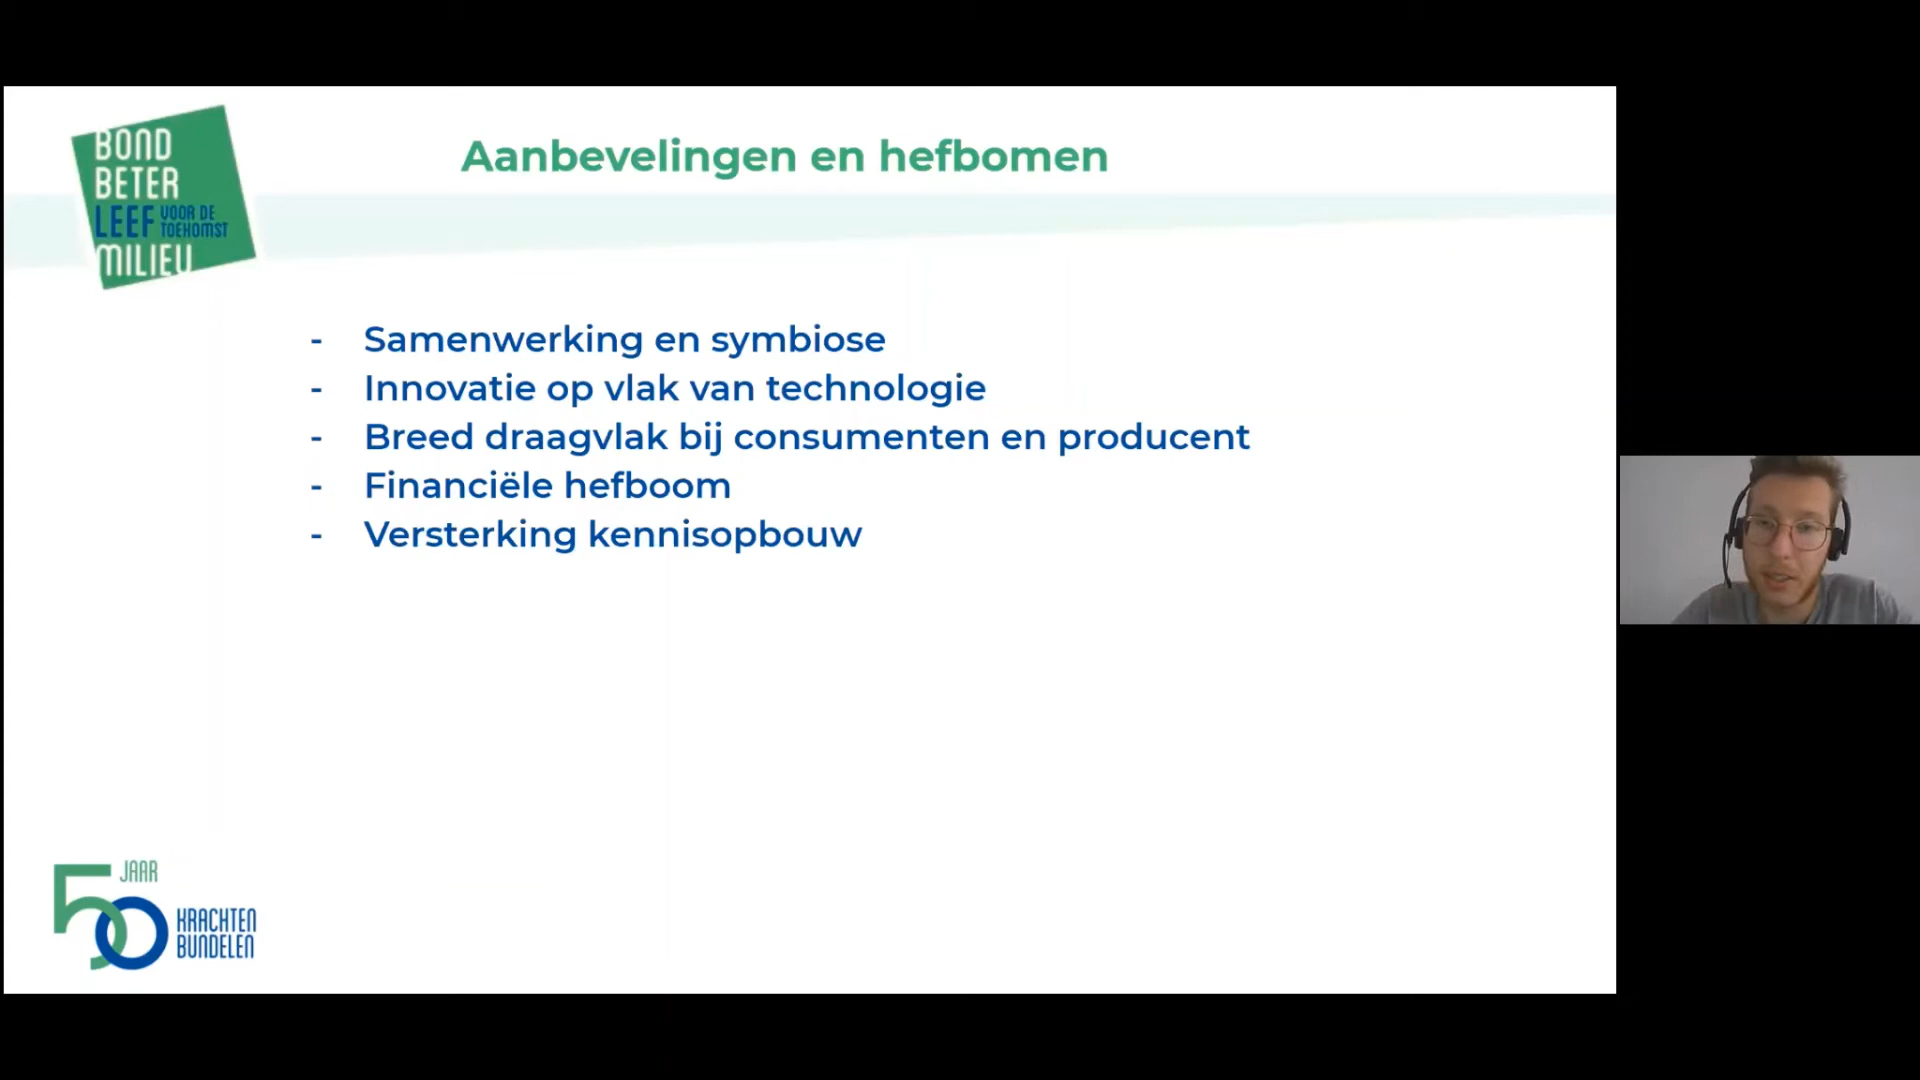 BOND
BETER
LEEF VOOR DE TOEKOMST
MILIEU
Aanbevelingen en hefbomen
- Samenwerking en symbiose
- Innovatie op vlak van technologie
- Breed draagvlak bij consumenten en producent
- Financiële hefboom
- Versterking kennisopbouw
50 JAAR
KRACHTEN
BUNDELEN